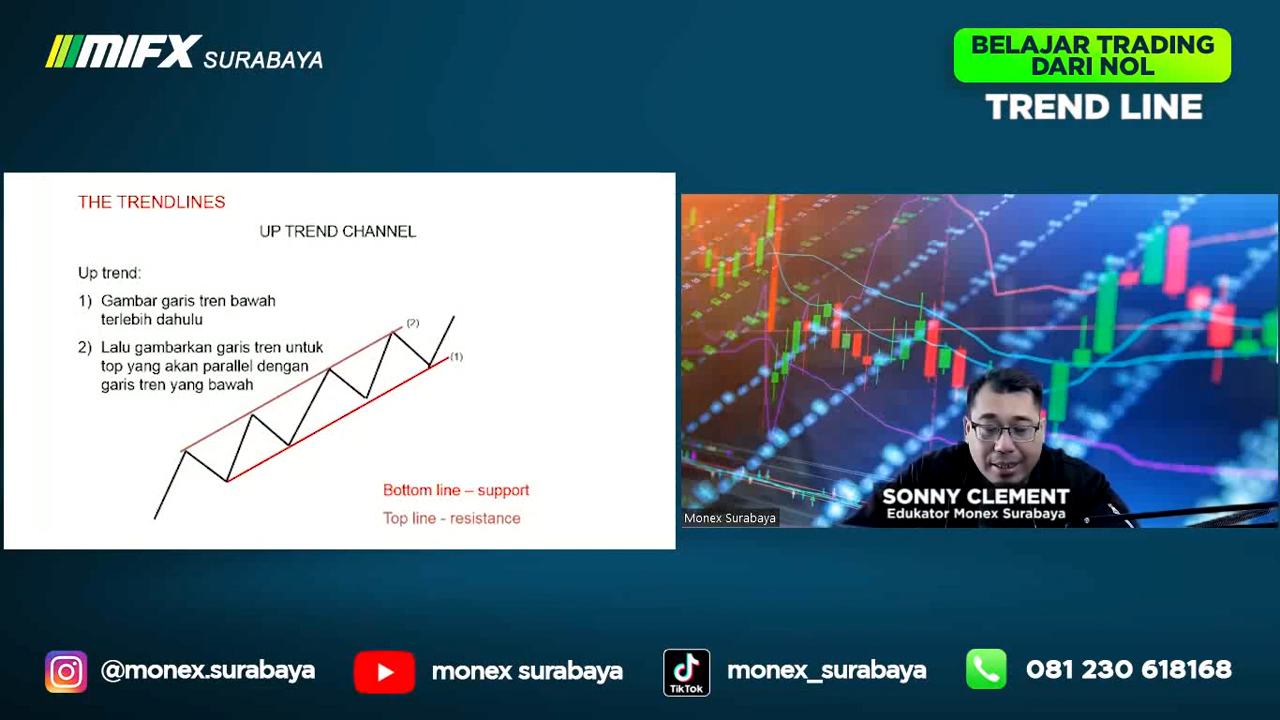 MIFX SURABAYA
BELAJAR TRADING
DARI NOL
TREND LINE
THE TRENDLINES
UP TREND CHANNEL
Up trend:
1) Gambar garis tren bawah
terlebih dahulu
2) Lalu gambarkan garis tren untuk
top yang akan parallel dengan
garis tren yang bawah
(2)
(1)
Bottom line – support
Top line - resistance
SONNY CLEMENT
Edukator Monex Surabaya
Monex Surabaya
@monex.surabaya
monex surabaya
TikTok
monex_surabaya
081 230 618168